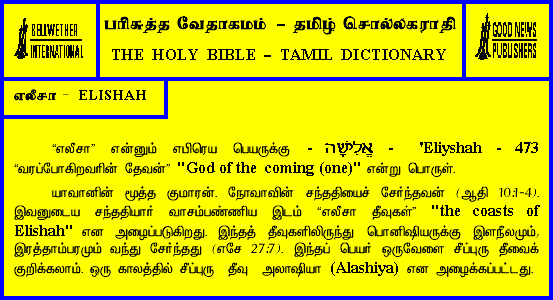 BELLWETHER
INTERNATIONAL
பரிசுத்த வேதாகமம் – தமிழ் சொல்லகராதி
THE HOLY BIBLE – TAMIL DICTIONARY
GOOD NEWS
PUBLISHERS
எலீசா – ELISHAH
“எலீசா” என்னும் எபிரெய பெயருக்கு - אֱלִישָׁה - 'Eliyshah - 473
“வரப்போகிறவரின் தேவன்” "God of the coming (one)" என்று பொருள்.
யாவானின் மூத்த குமாரன். நோவாவின் சந்ததியைச் சேர்ந்தவன் (ஆதி 10:1-4).
இவனுடைய சந்ததியார் வாசம்பண்ணிய இடம் “எலீசா தீவுகள்” "the coasts of
Elishah" என அழைப்படுகிறது. இந்தத் தீவுகளிலிருந்து பொனிஷியருக்கு இளநீலமும்,
இரத்தாம்பரமும் வந்து சேர்ந்தது (எசே 27:7). இந்தப் பெயர் ஒருவேளை சீப்புரு தீவைக்
குறிக்கலாம். ஒரு காலத்தில் சீப்புரு தீவு அலாஷியா (Alashiya) என அழைக்கப்பட்டது.